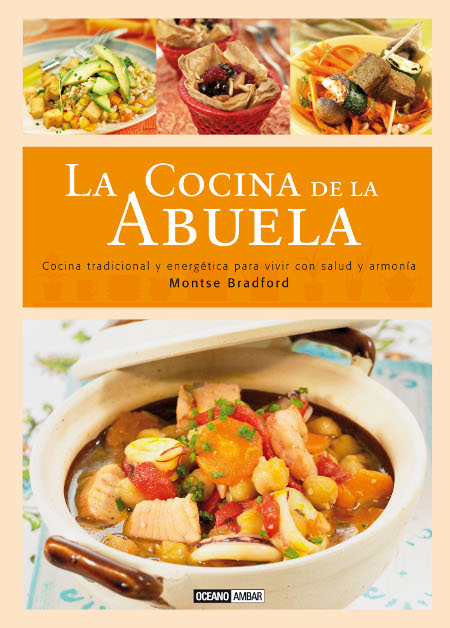 LA COCINA DE LA
ABUELA
Cocina tradicional y energética para vivir con salud y armonía
Montse Bradford
OCEANO AMBAR